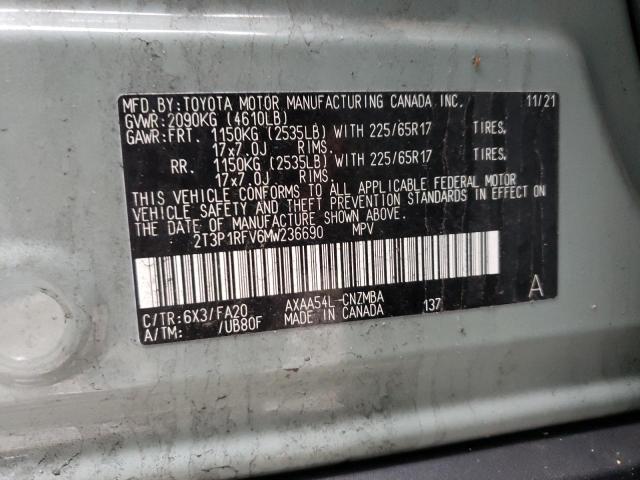 MFD.BY:TOYOTA MOTOR MANUFACTURING CANADA INC. 11/21
GVWR:2090KG (4610LB)
GAWR:FRT. 1150KG (2535LB) WITH 225/65R17 TIRES.
17x7.0J RIMS.
RR. 1150KG (2535LB) WITH 225/65R17 TIRES.
17x7.0J RIMS.
THIS VEHICLE CONFORMS TO ALL APPLICABLE FEDERAL MOTOR
VEHICLE SAFETY AND THEFT PREVENTION STANDARDS IN EFFECT ON
THE DATE OF MANUFACTURE SHOWN ABOVE.
2T3P1RFV6MW236690 MPV
C/TR:6X3/FA20 AXAA54L-CNZMBA A
A/TM: /UB80F MADE IN CANADA 137